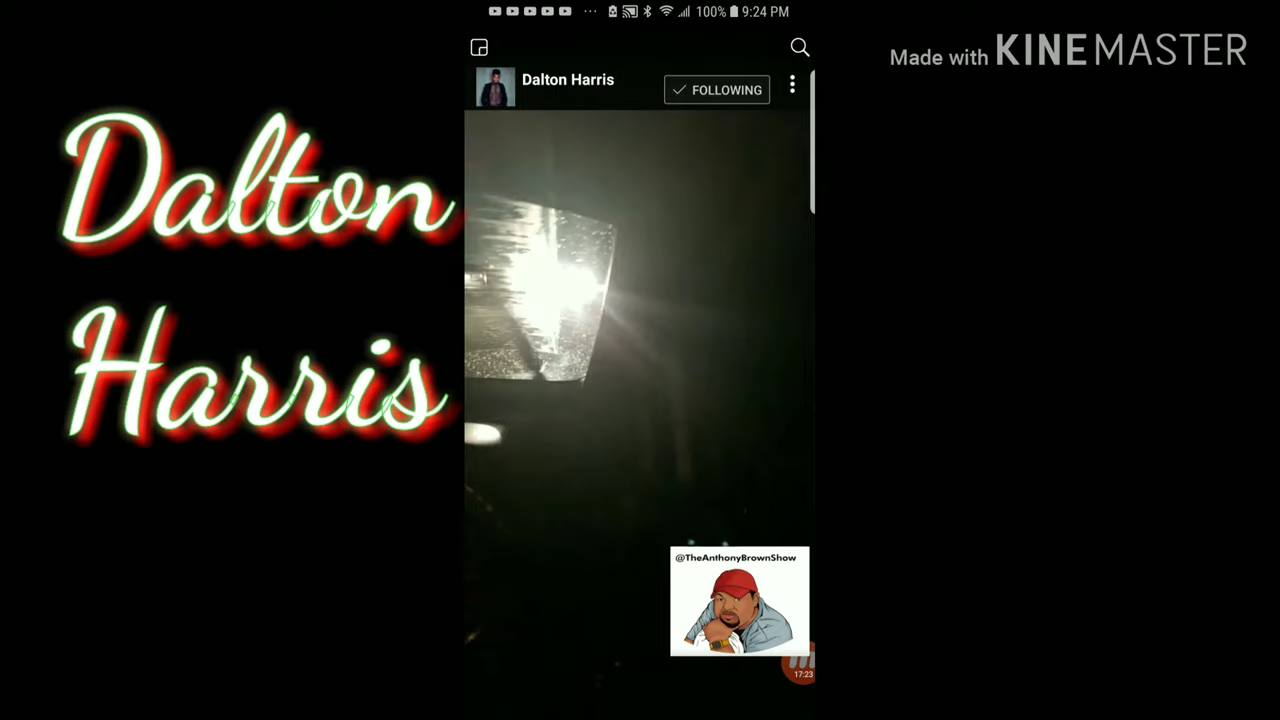 100% 9:24 PM
Made with KINEMASTER
Dalton Harris
FOLLOWING
Dalton
Harris
@TheAnthonyBrownShow
17:23